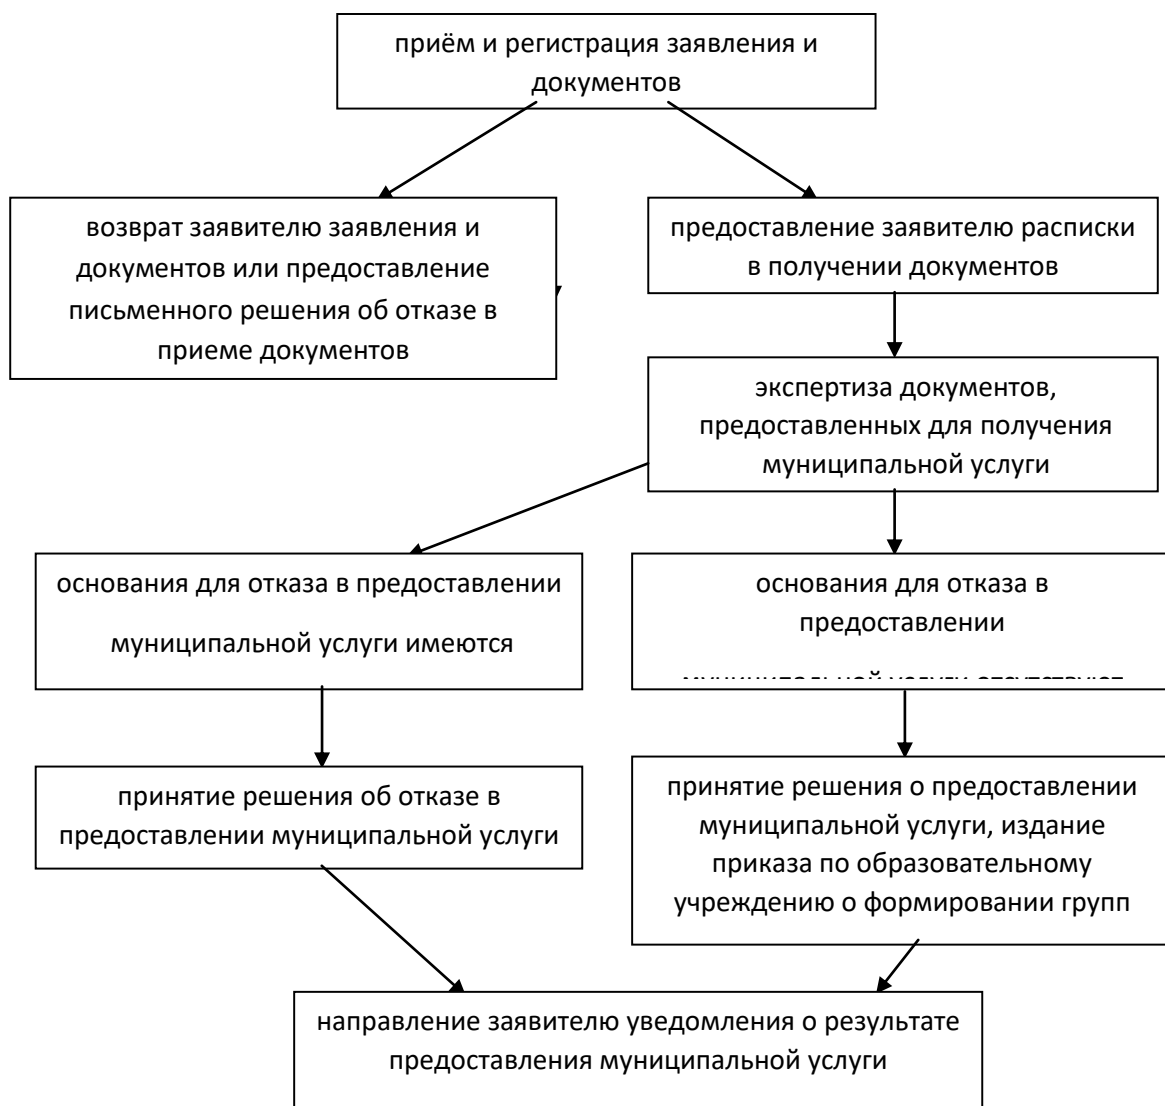 приём и регистрация заявления и
документов
возврат заявителю заявления и
документов или предоставление
письменного решения об отказе в
приеме документов
предоставление заявителю расписки
в получении документов
экспертиза документов,
предоставленных для получения
муниципальной услуги
основания для отказа в предоставлении
муниципальной услуги имеются
основания для отказа в
предоставлении
муниципальной услуги отсутствуют
принятие решения об отказе в
предоставлении муниципальной услуги
принятие решения о предоставлении
муниципальной услуги, издание
приказа по образовательному
учреждению о формировании групп
направление заявителю уведомления о результате
предоставления муниципальной услуги